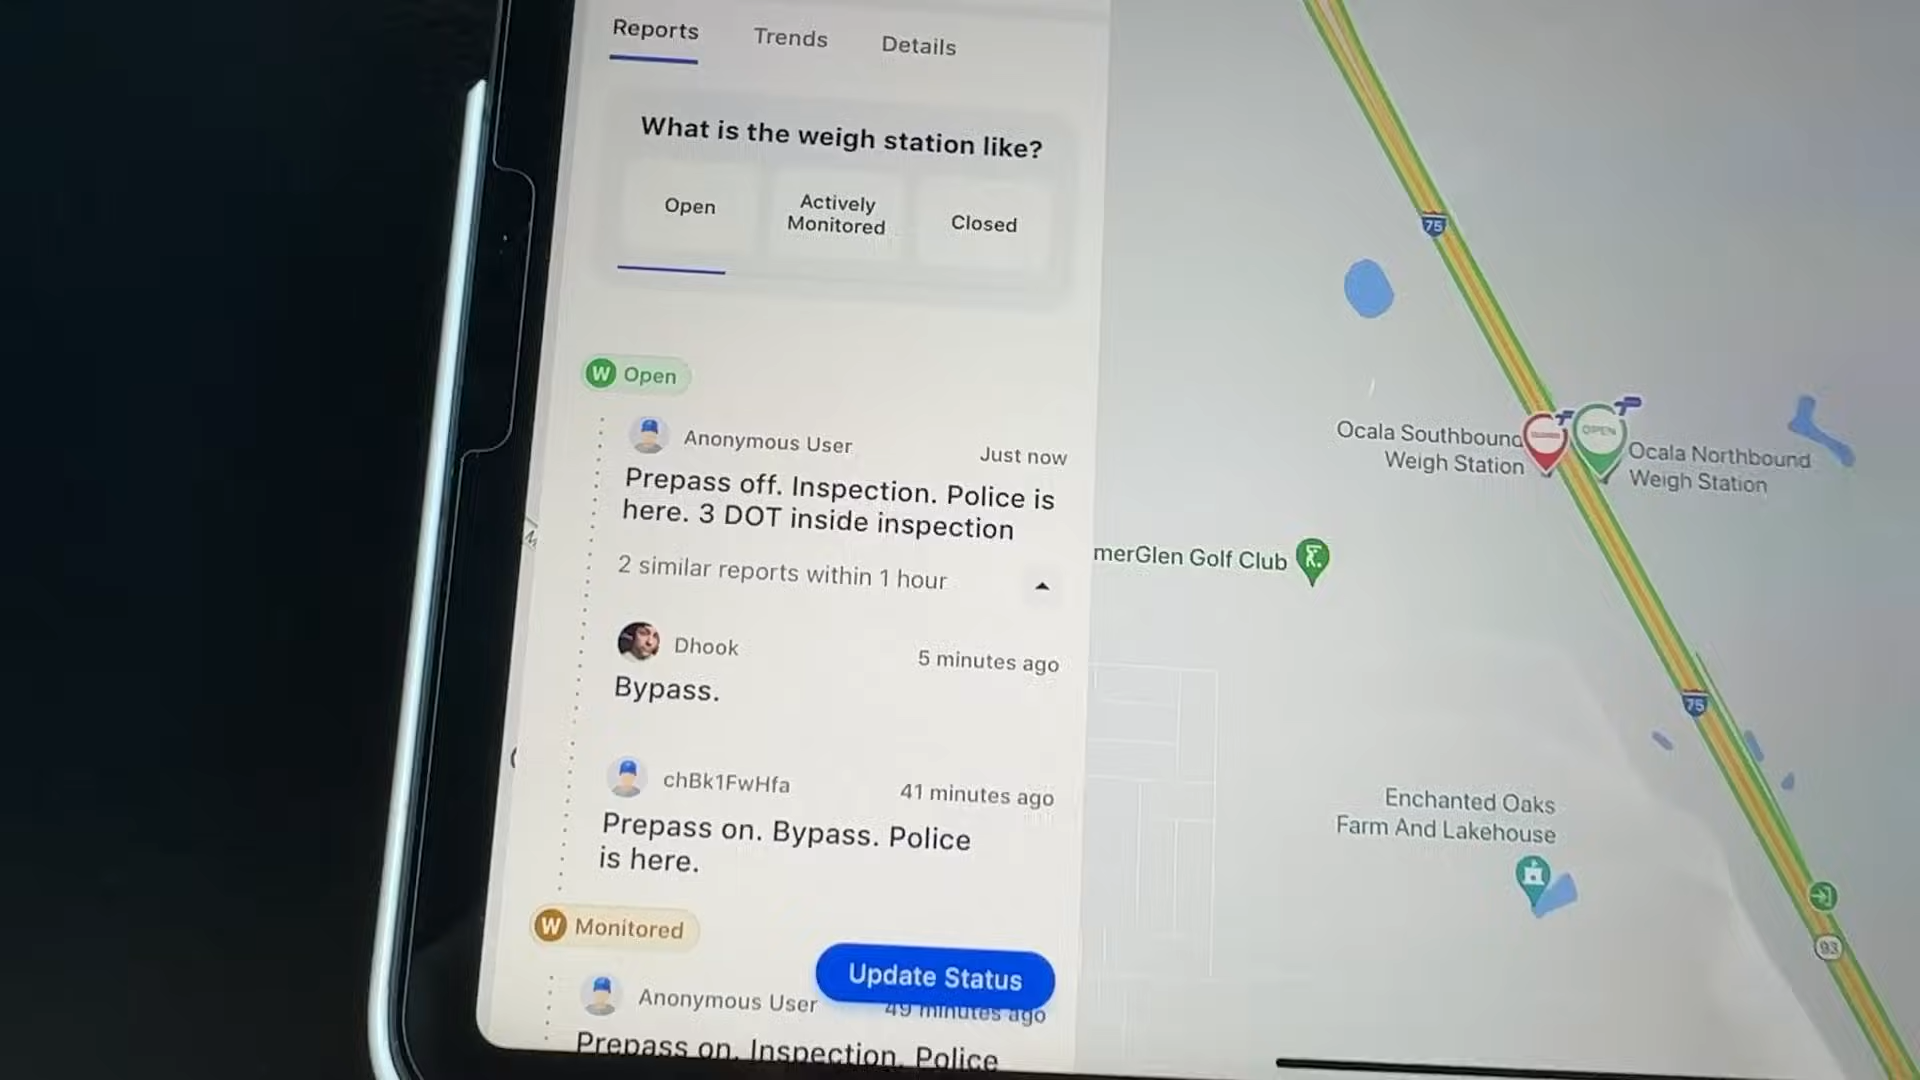 Reports
Trends
Details
What is the weigh station like?
Open
Actively
Monitored
Closed
W Open
Anonymous User
Just now
Prepass off. Inspection. Police is
here. 3 DOT inside inspection
2 similar reports within 1 hour
Dhook
5 minutes ago
Bypass.
chBk1FwHfa
41 minutes ago
Prepass on. Bypass. Police
is here.
W Monitored
Update Status
Anonymous User
49 minutes ago
Prepass on. Inspection. Police
75
Ocala Southbound
Weigh Station
OPEN
Ocala Northbound
Weigh Station
merGlen Golf Club
75
Enchanted Oaks
Farm And Lakehouse
93